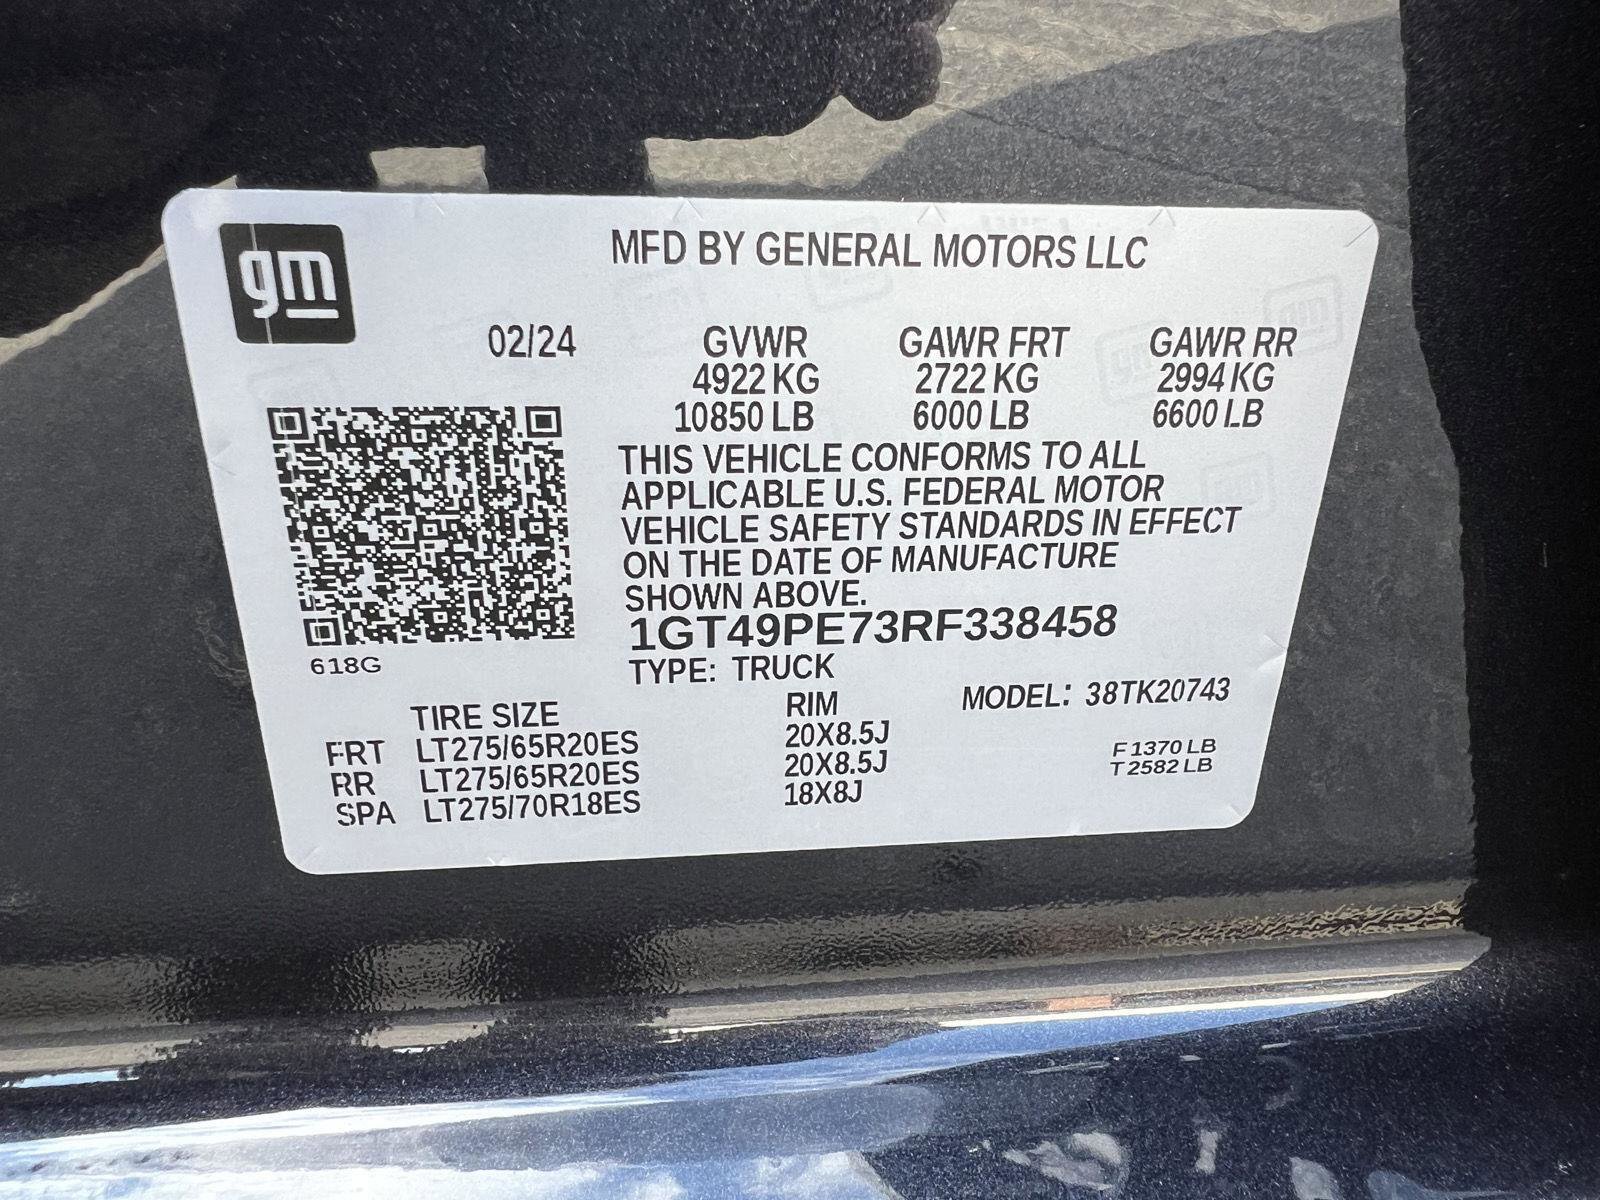 gm
MFD BY GENERAL MOTORS LLC
02/24 GVWR GAWR FRT GAWR RR
4922 KG 2722 KG 2994 KG
10850 LB 6000 LB 6600 LB
THIS VEHICLE CONFORMS TO ALL
APPLICABLE U.S. FEDERAL MOTOR
VEHICLE SAFETY STANDARDS IN EFFECT
ON THE DATE OF MANUFACTURE
SHOWN ABOVE.
1GT49PE73RF338458
618G
TYPE: TRUCK
TIRE SIZE RIM MODEL: 38TK20743
FRT LT275/65R20ES 20X8.5J F 1370 LB
RR LT275/65R20ES 20X8.5J T 2582 LB
SPA LT275/70R18ES 18X8J